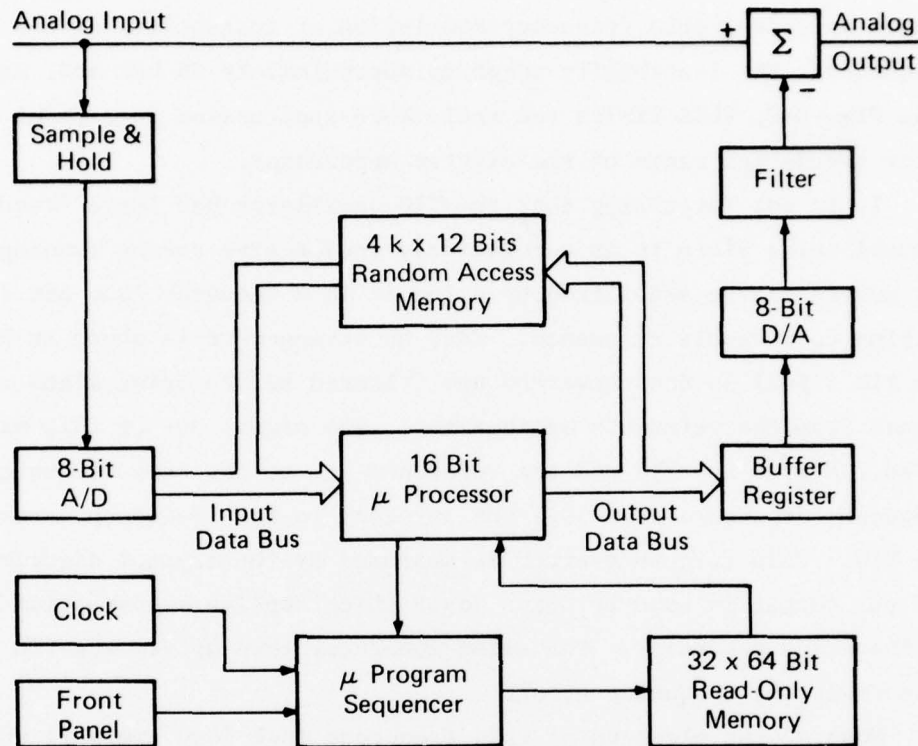 Analog Input
+
Σ
Analog
Output
−
Sample &
Hold
Filter
4 k x 12 Bits
Random Access
Memory
8-Bit
D/A
8-Bit
A/D
Input
Data Bus
16 Bit
μ Processor
Output
Data Bus
Buffer
Register
Clock
Front
Panel
μ Program
Sequencer
32 x 64 Bit
Read-Only
Memory